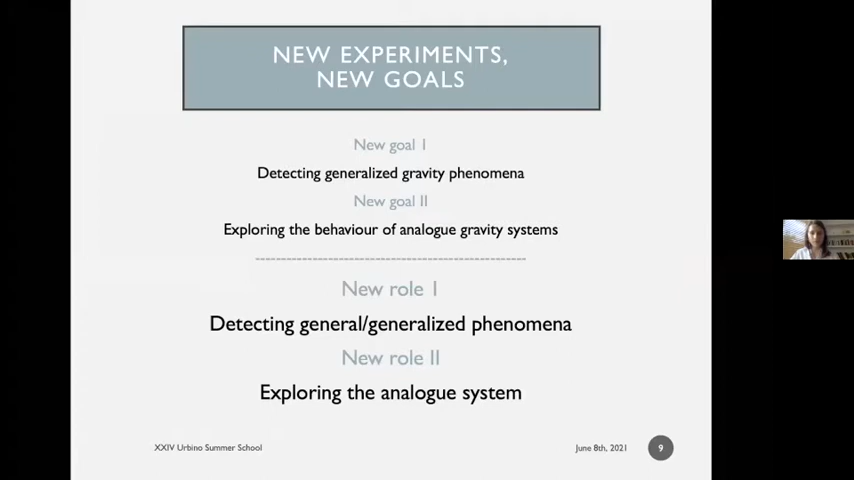 NEW EXPERIMENTS,
NEW GOALS
New goal I
Detecting generalized gravity phenomena
New goal II
Exploring the behaviour of analogue gravity systems
New role I
Detecting general/generalized phenomena
New role II
Exploring the analogue system
XXIV Urbino Summer School
June 8th, 2021
9